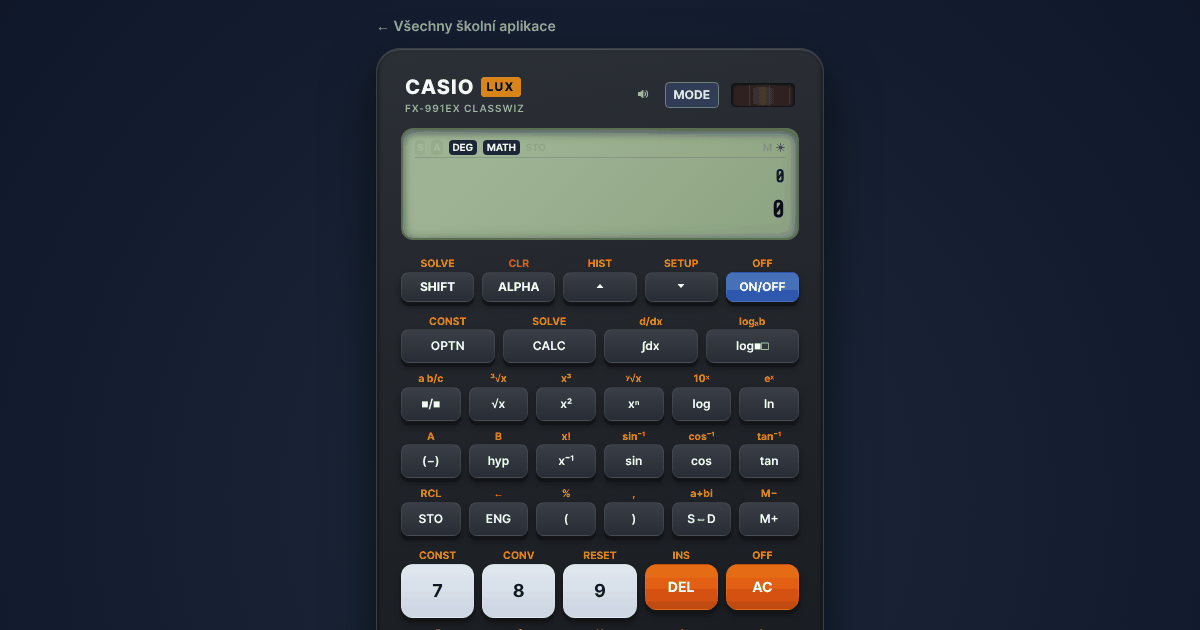 ← Všechny školní aplikace
CASIO LUX
FX-991EX CLASSWIZ
MODE
S A DEG MATH STO M ☀
0
0
SOLVE CLR HIST SETUP OFF
SHIFT ALPHA ▲ ▼ ON/OFF
CONST SOLVE d/dx logₐb
OPTN CALC ∫dx log■□
a b/c ³√x x³ ʸ√x 10ˣ eˣ
■/■ √x x² xⁿ log ln
A B x! sin⁻¹ cos⁻¹ tan⁻¹
(−) hyp x⁻¹ sin cos tan
RCL ← % , a+bi M−
STO ENG ( ) S⇔D M+
CONST CONV RESET INS OFF
7 8 9 DEL AC